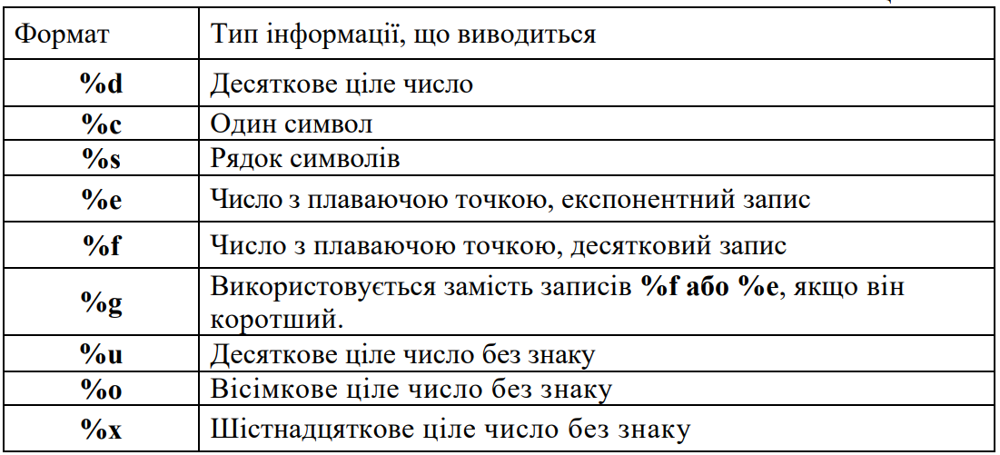 Формат Тип інформації, що виводиться
%d Десяткове ціле число
%c Один символ
%s Рядок символів
%e Число з плаваючою точкою, експонентний запис
%f Число з плаваючою точкою, десятковий запис
%g Використовується замість записів %f або %e, якщо він
коротший.
%u Десяткове ціле число без знаку
%o Вісімкове ціле число без знаку
%x Шістнадцяткове ціле число без знаку